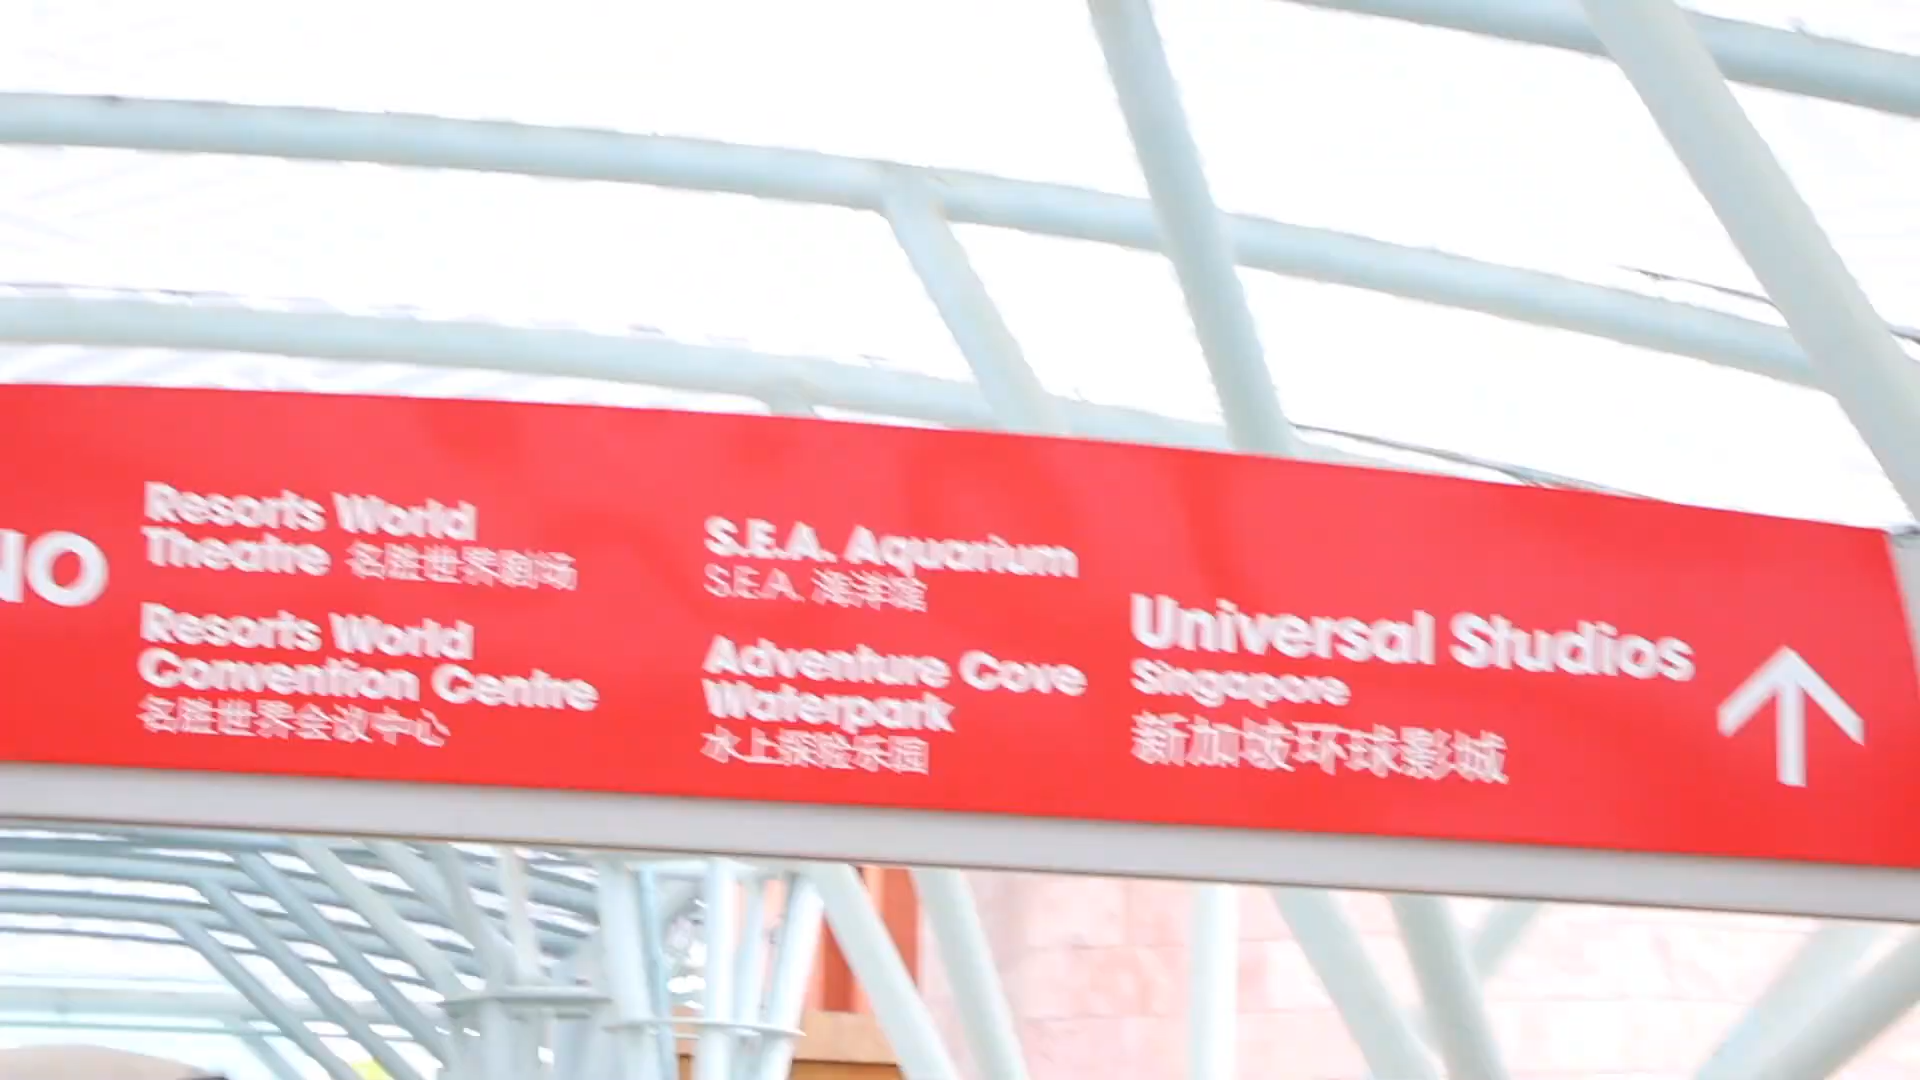 NO
Resorts World
Theatre 名胜世界剧场
Resorts World
Convention Centre
名胜世界会议中心
S.E.A. Aquarium
S.E.A. 海洋馆
Adventure Cove
Waterpark
水上探险乐园
Universal Studios
Singapore
新加坡环球影城